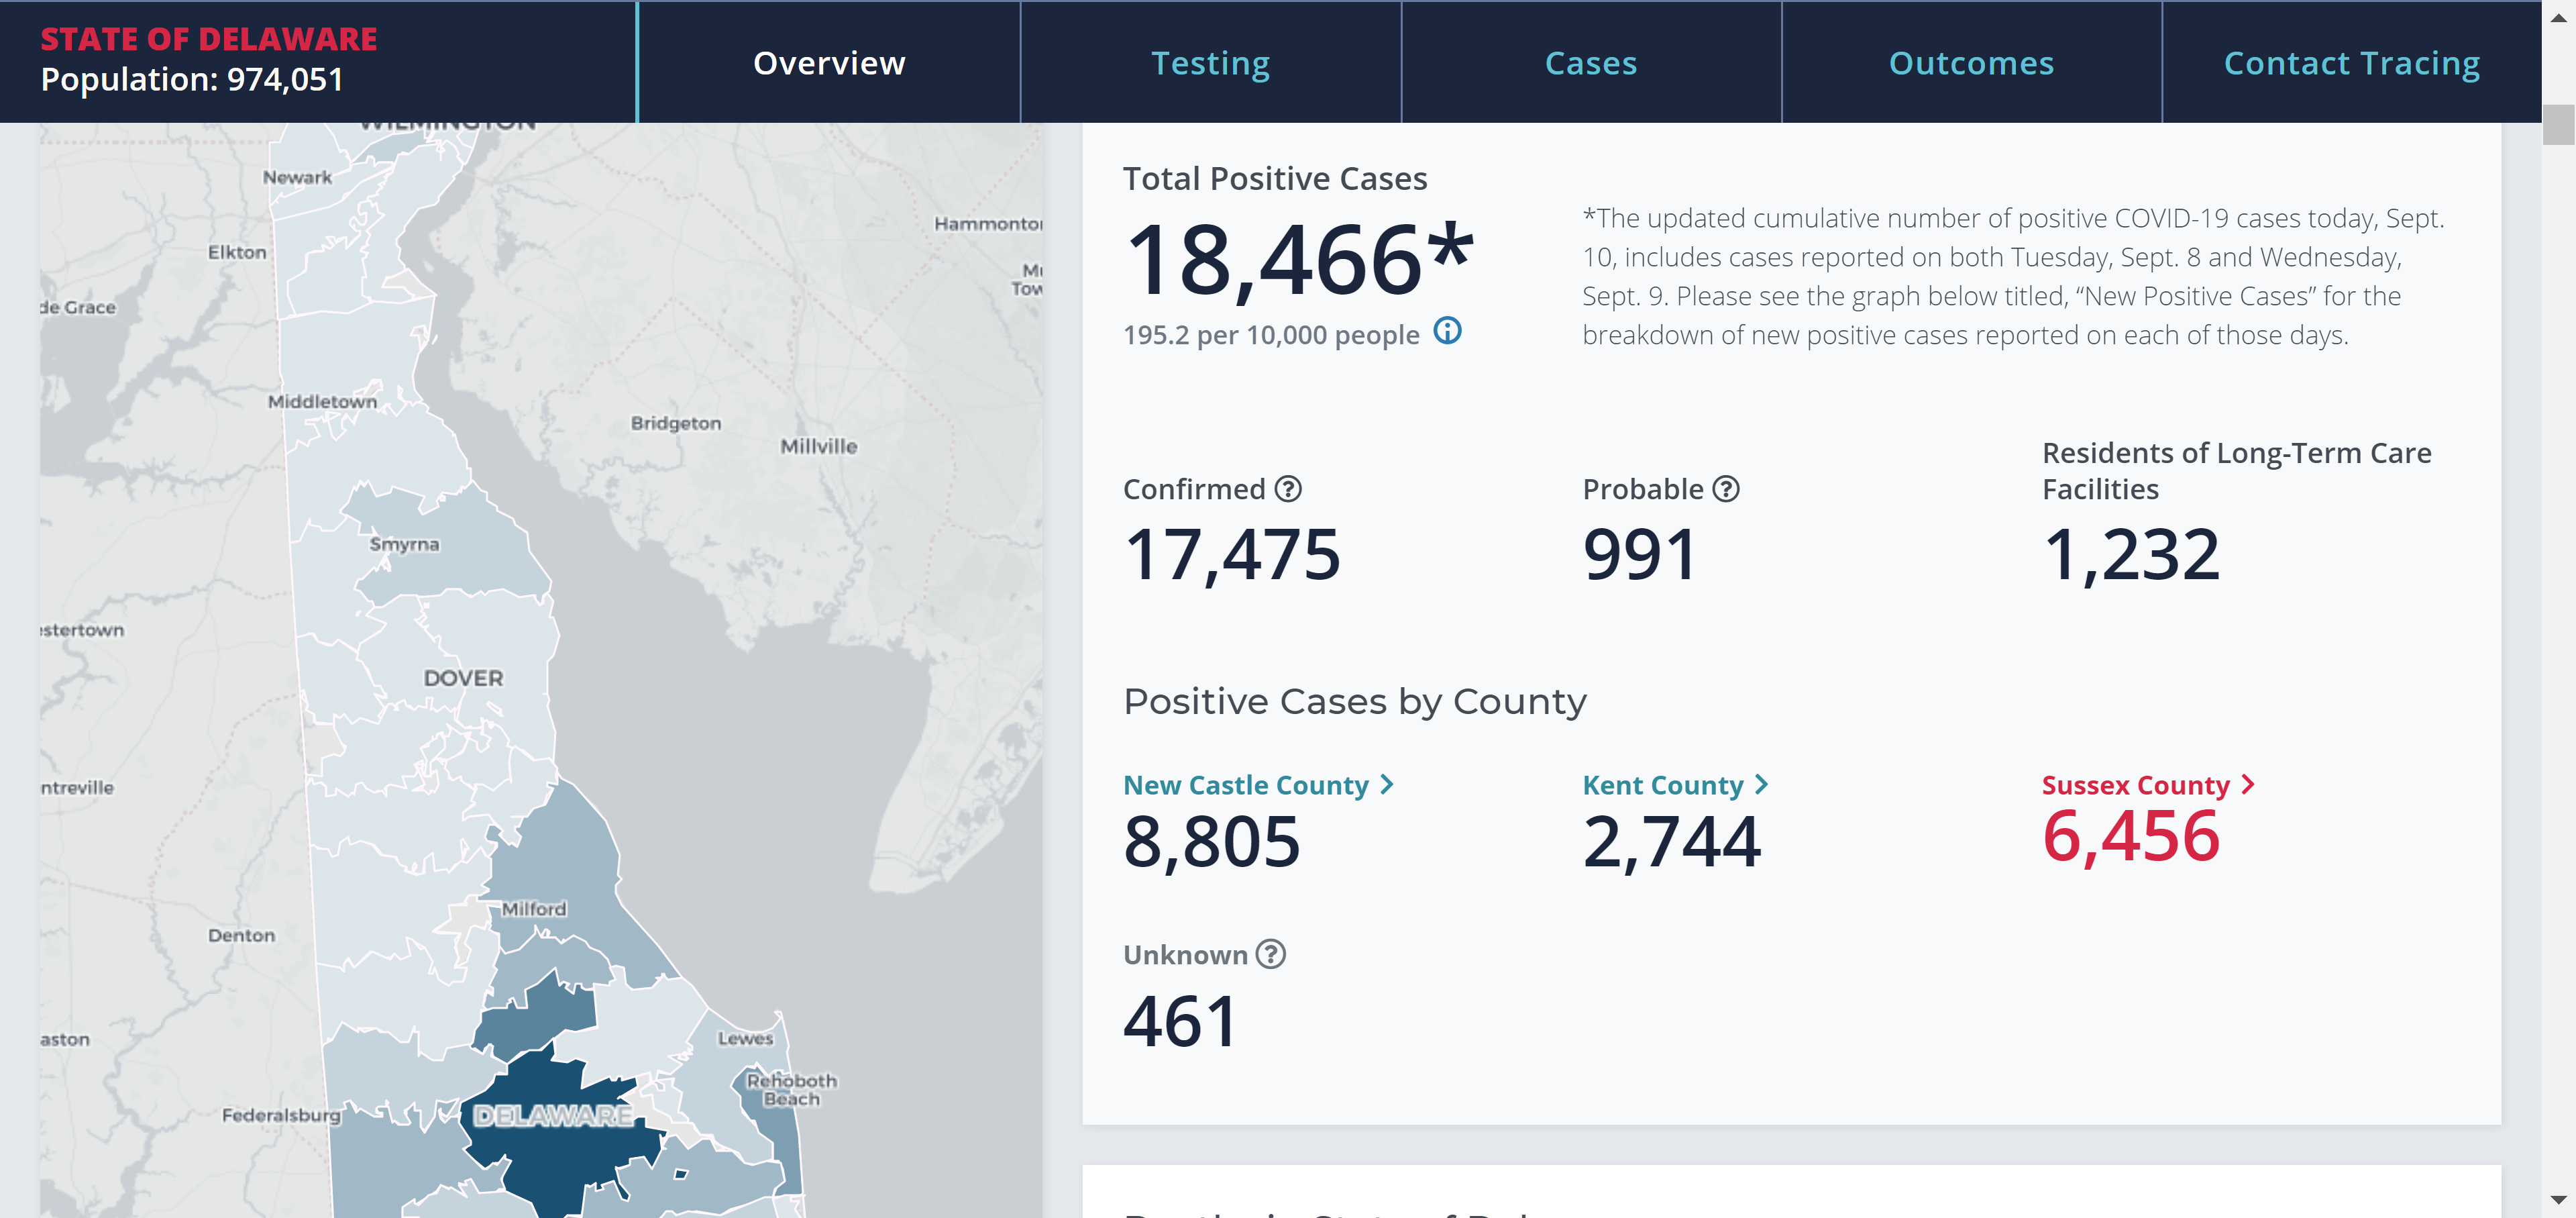 STATE OF DELAWARE
Population: 974,051
Overview
Testing
Cases
Outcomes
Contact Tracing
WILMINGTON
Newark
Elkton
de Grace
Hammonto
Tow
Middletown
Bridgeton
Millville
Smyrna
stertown
DOVER
ntreville
Milford
Denton
aston
Lewes
Rehoboth
Beach
Federalsburg
DELAWARE
Total Positive Cases
18,466*
195.2 per 10,000 people
*The updated cumulative number of positive COVID-19 cases today, Sept.
10, includes cases reported on both Tuesday, Sept. 8 and Wednesday,
Sept. 9. Please see the graph below titled, “New Positive Cases” for the
breakdown of new positive cases reported on each of those days.
Confirmed ?
17,475
Probable ?
991
Residents of Long-Term Care
Facilities
1,232
Positive Cases by County
New Castle County >
8,805
Kent County >
2,744
Sussex County >
6,456
Unknown ?
461